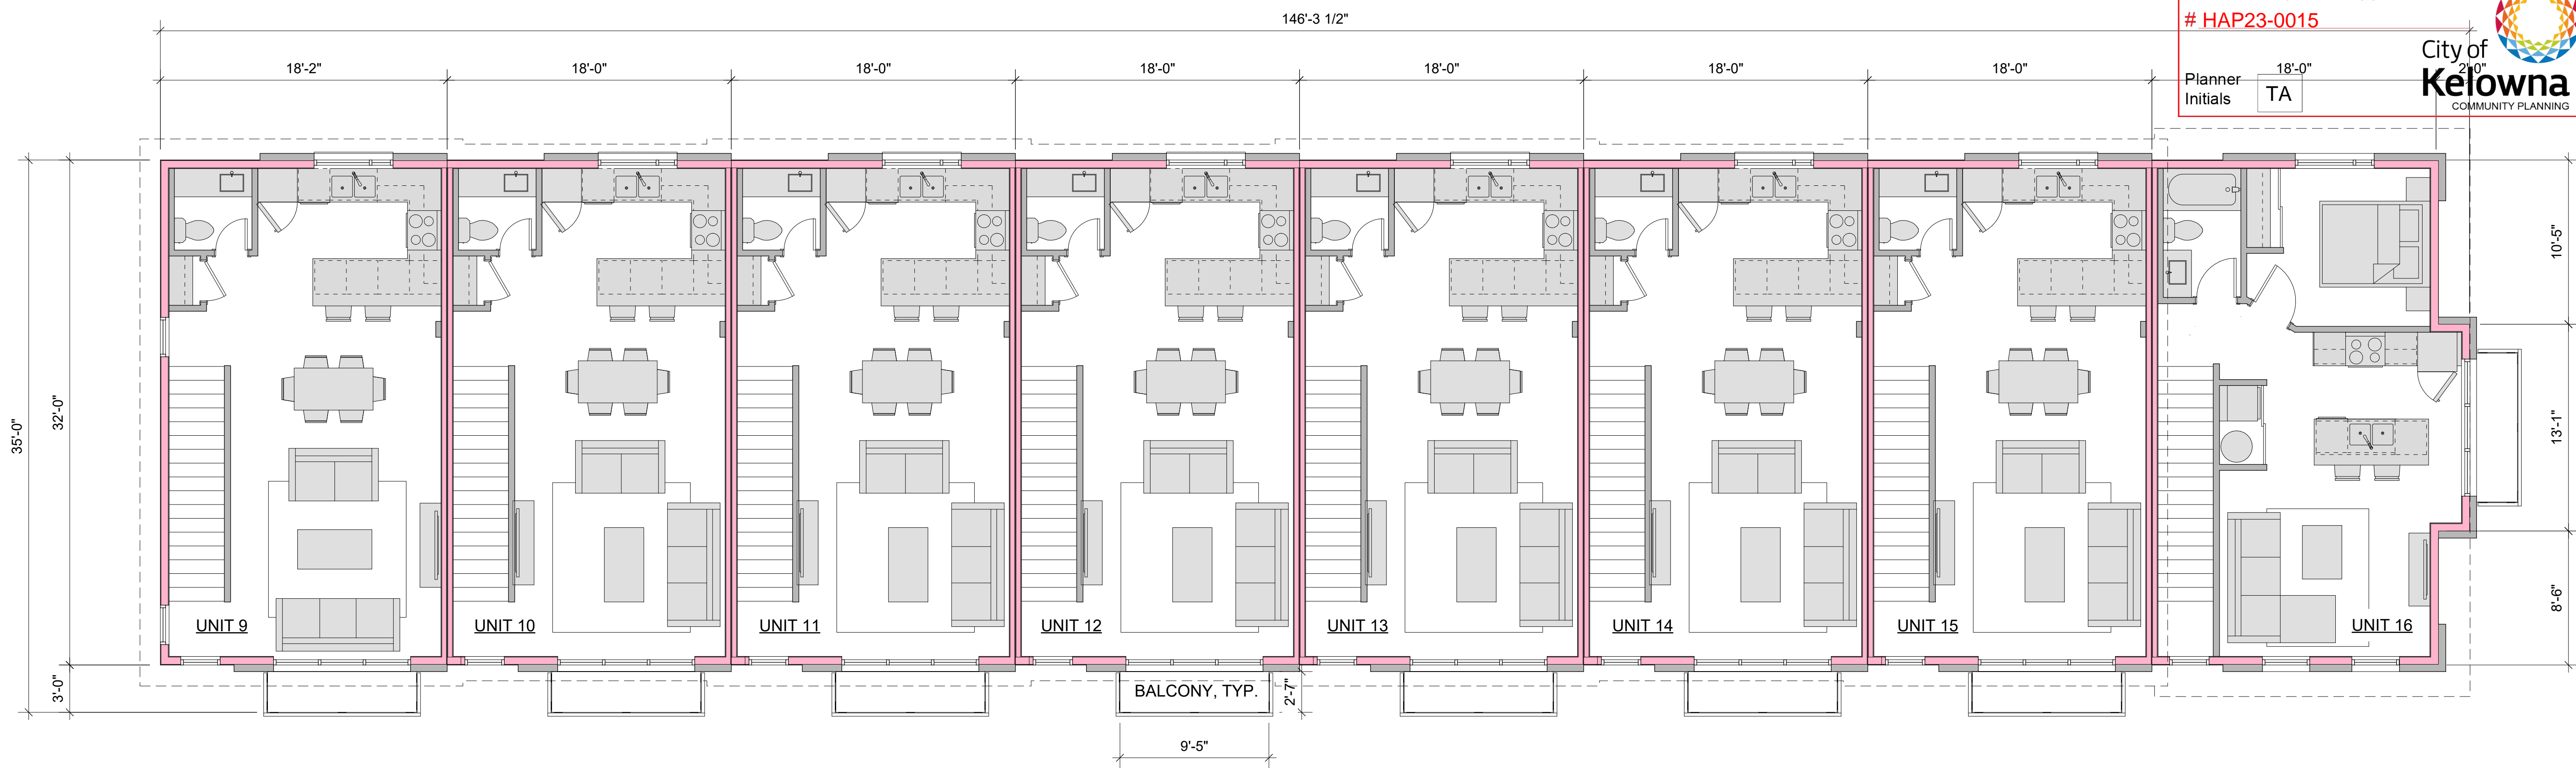 146'-3 1/2"
# HAP23-0015
City of
Kelowna
COMMUNITY PLANNING
Planner
Initials
TA
18'-2"
18'-0"
18'-0"
18'-0"
18'-0"
18'-0"
18'-0"
18'-0"
2'-0"
35'-0"
32'-0"
3'-0"
10'-5"
13'-1"
8'-6"
UNIT 9
UNIT 10
UNIT 11
UNIT 12
UNIT 13
UNIT 14
UNIT 15
UNIT 16
BALCONY, TYP.
2'-7"
9'-5"